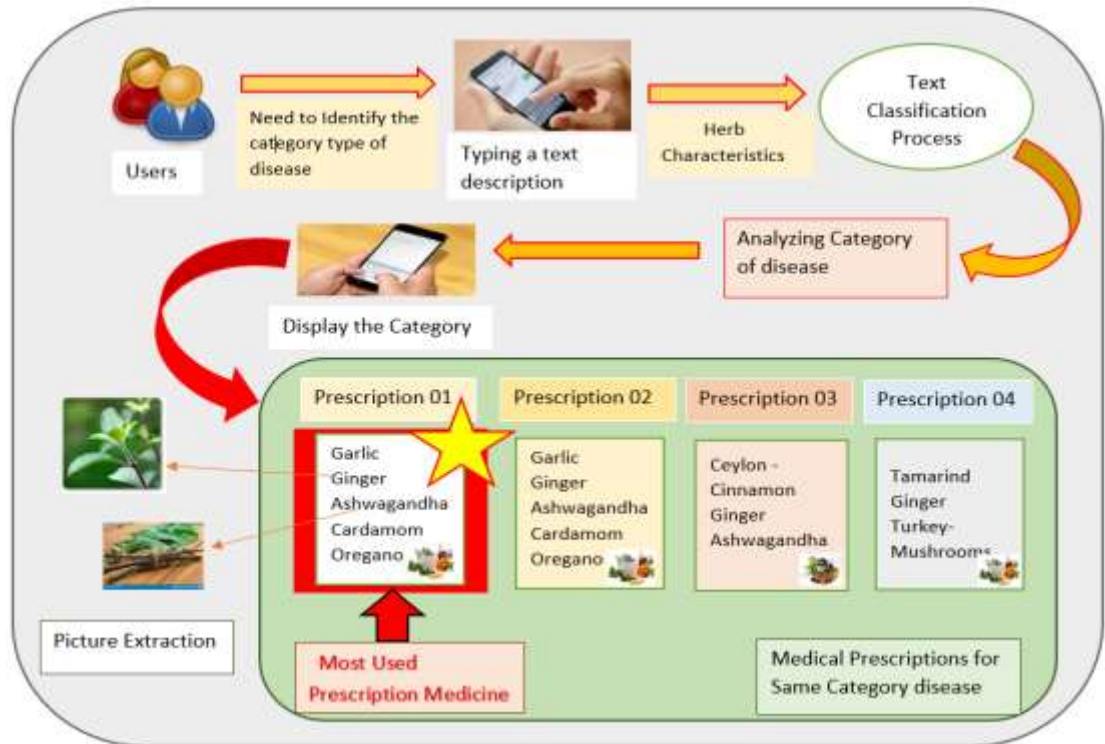 Users
Need to Identify the
category type of
disease
Typing a text
description
Herb
Characteristics
Text
Classification
Process
Analyzing Category
of disease
Display the Category
Prescription 01
Garlic
Ginger
Ashwagandha
Cardamom
Oregano
Prescription 02
Garlic
Ginger
Ashwagandha
Cardamom
Oregano
Prescription 03
Ceylon -
Cinnamon
Ginger
Ashwagandha
Prescription 04
Tamarind
Ginger
Turkey-
Mushrooms
Picture Extraction
Most Used
Prescription Medicine
Medical Prescriptions for
Same Category disease